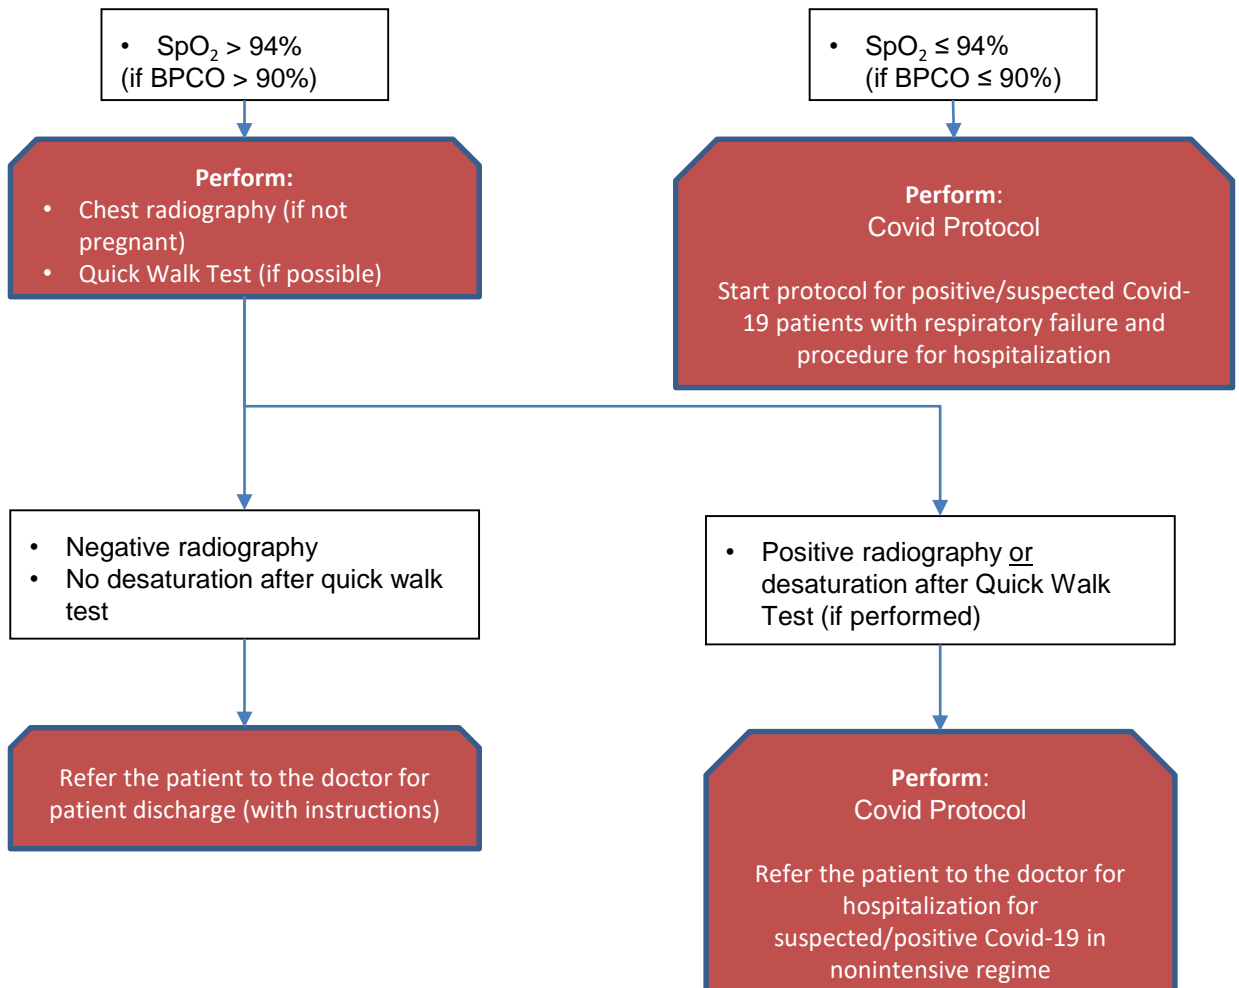 • SpO₂ > 94%
(if BPCO > 90%)
• SpO₂ ≤ 94%
(if BPCO ≤ 90%)
Perform:
• Chest radiography (if not
pregnant)
• Quick Walk Test (if possible)
Perform:
Covid Protocol
Start protocol for positive/suspected Covid-
19 patients with respiratory failure and
procedure for hospitalization
• Negative radiography
• No desaturation after quick walk
test
• Positive radiography or
desaturation after Quick Walk
Test (if performed)
Refer the patient to the doctor for
patient discharge (with instructions)
Perform:
Covid Protocol
Refer the patient to the doctor for
hospitalization for
suspected/positive Covid-19 in
nonintensive regime